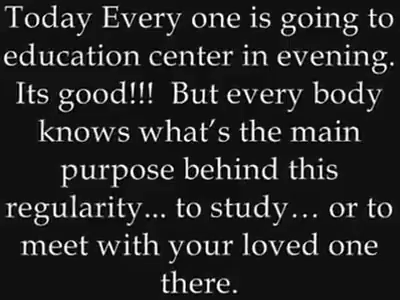 Today Every one is going to
education center in evening.
Its good!!! But every body
knows what's the main
purpose behind this
regularity... to study… or to
meet with your loved one
there.